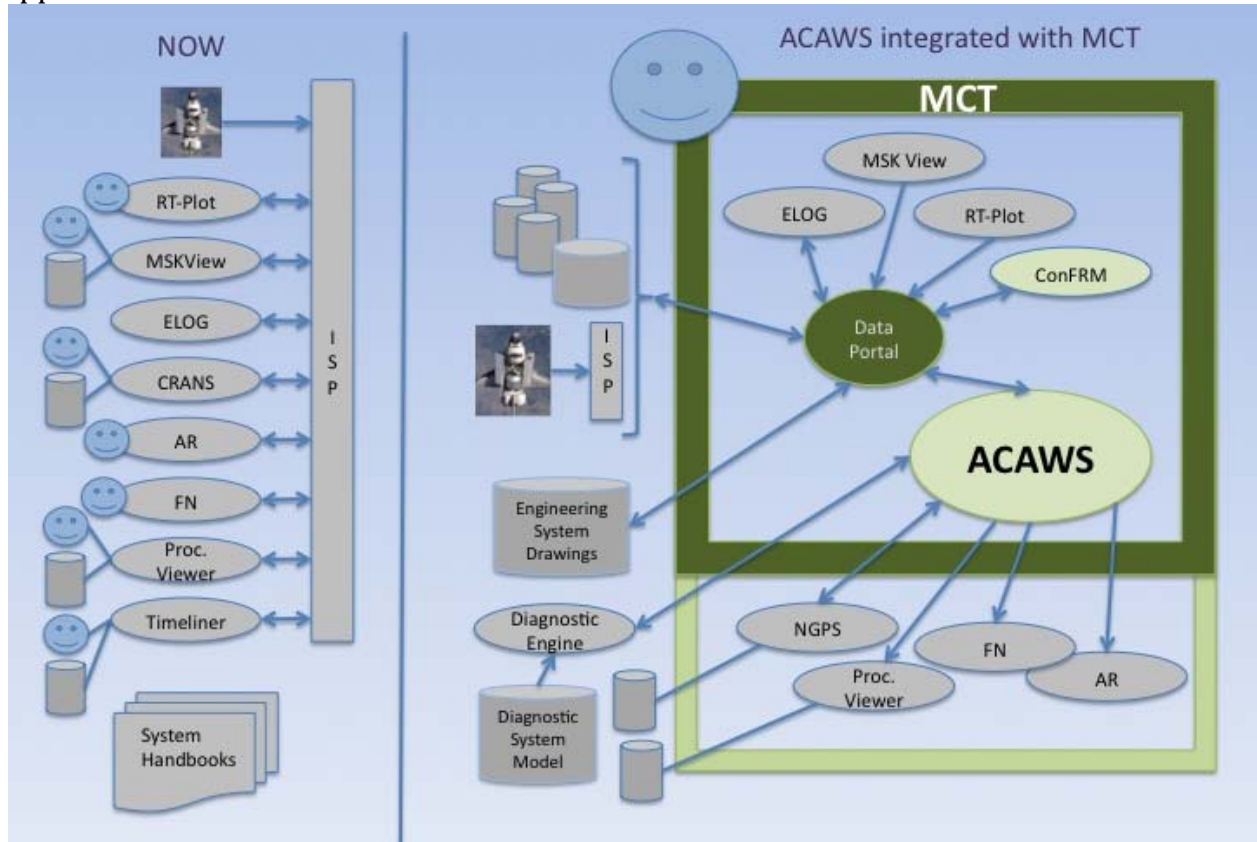 NOW
RT-Plot
MSKView
ELOG
CRANS
AR
FN
Proc.
Viewer
Timeliner
I
S
P
System
Handbooks
ACAWS integrated with MCT
MCT
MSK View
ELOG
RT-Plot
ConFRM
Data
Portal
I
S
P
ACAWS
Engineering
System
Drawings
Diagnostic
Engine
NGPS
FN
AR
Proc.
Viewer
Diagnostic
System
Model